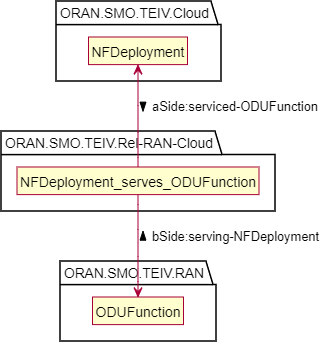 ORAN.SMO.TEIV.Cloud
NFDeployment
aSide:serviced-ODUFunction
ORAN.SMO.TEIV.Rel-RAN-Cloud
NFDeployment_serves_ODUFunction
bSide:serving-NFDeployment
ORAN.SMO.TEIV.RAN
ODUFunction